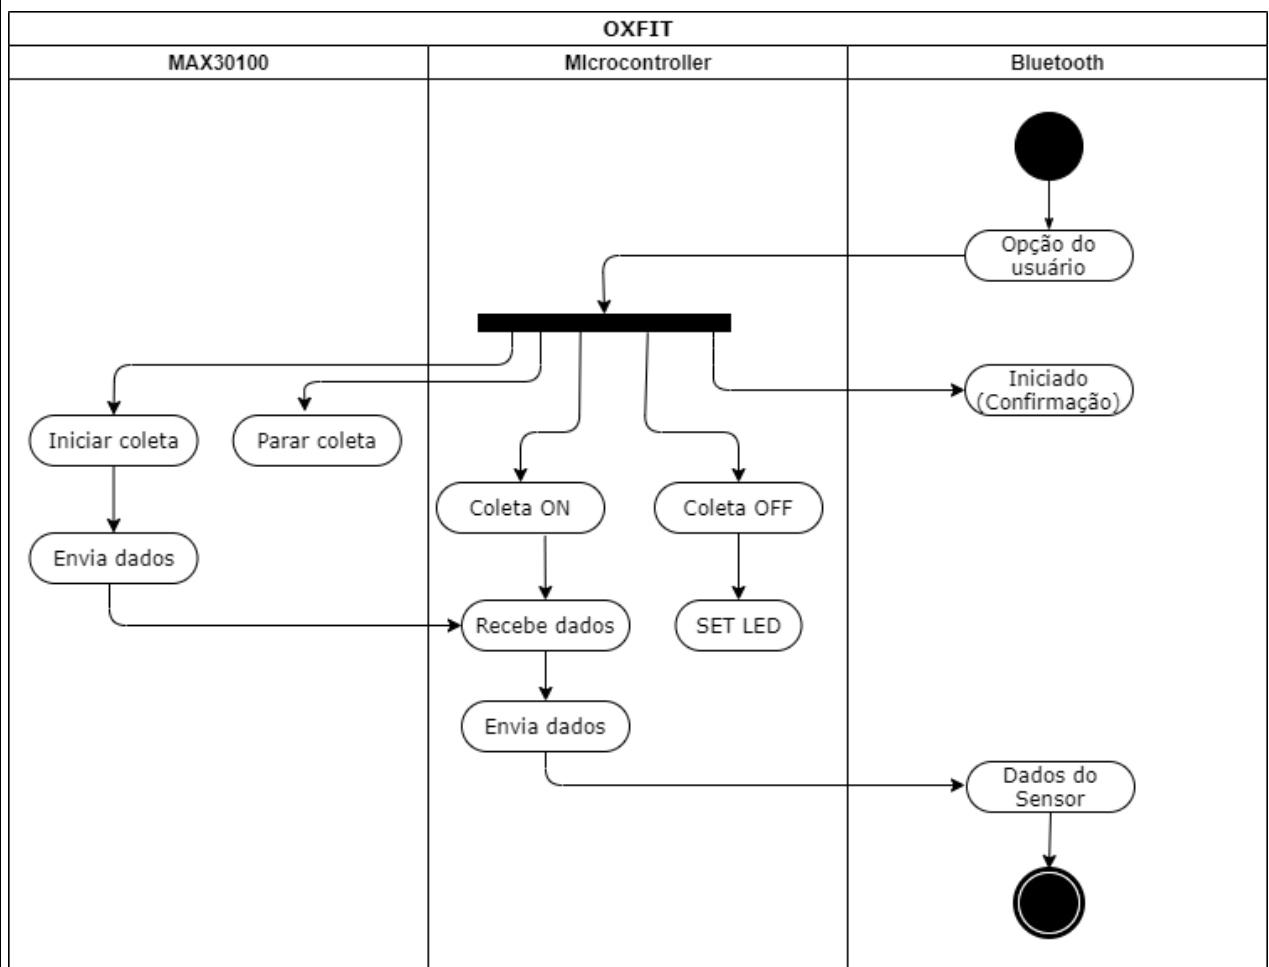 OXFIT
MAX30100
MIcrocontroller
Bluetooth
Opção do
usuário
Iniciado
(Confirmação)
Iniciar coleta
Parar coleta
Coleta ON
Coleta OFF
Envia dados
Recebe dados
SET LED
Envia dados
Dados do
Sensor